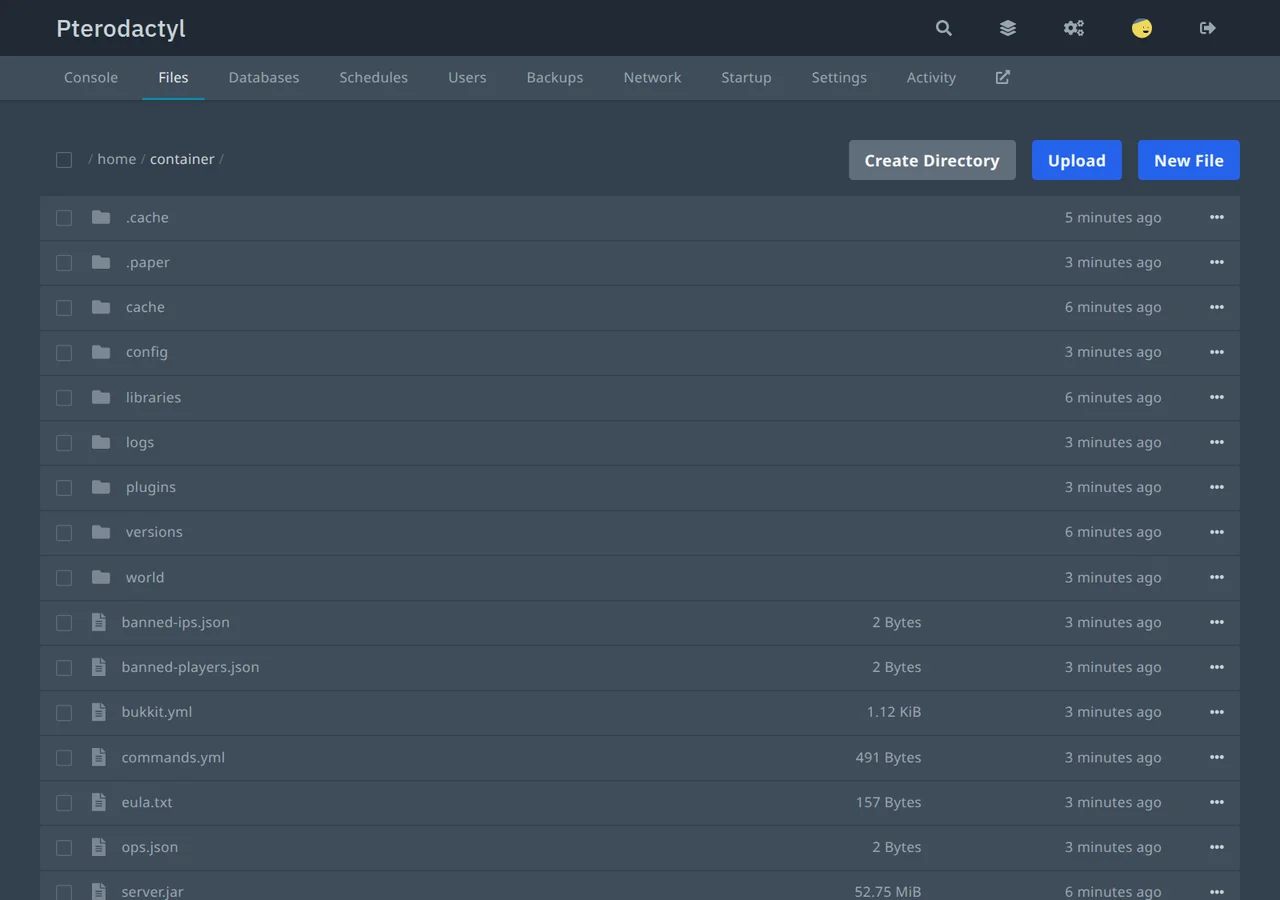 Pterodactyl
Console Files Databases Schedules Users Backups Network Startup Settings Activity
/ home / container / Create Directory Upload New File
.cache 5 minutes ago
.paper 3 minutes ago
cache 6 minutes ago
config 3 minutes ago
libraries 6 minutes ago
logs 3 minutes ago
plugins 3 minutes ago
versions 6 minutes ago
world 3 minutes ago
banned-ips.json 2 Bytes 3 minutes ago
banned-players.json 2 Bytes 3 minutes ago
bukkit.yml 1.12 KiB 3 minutes ago
commands.yml 491 Bytes 3 minutes ago
eula.txt 157 Bytes 3 minutes ago
ops.json 2 Bytes 3 minutes ago
server.jar 52.75 MiB 6 minutes ago